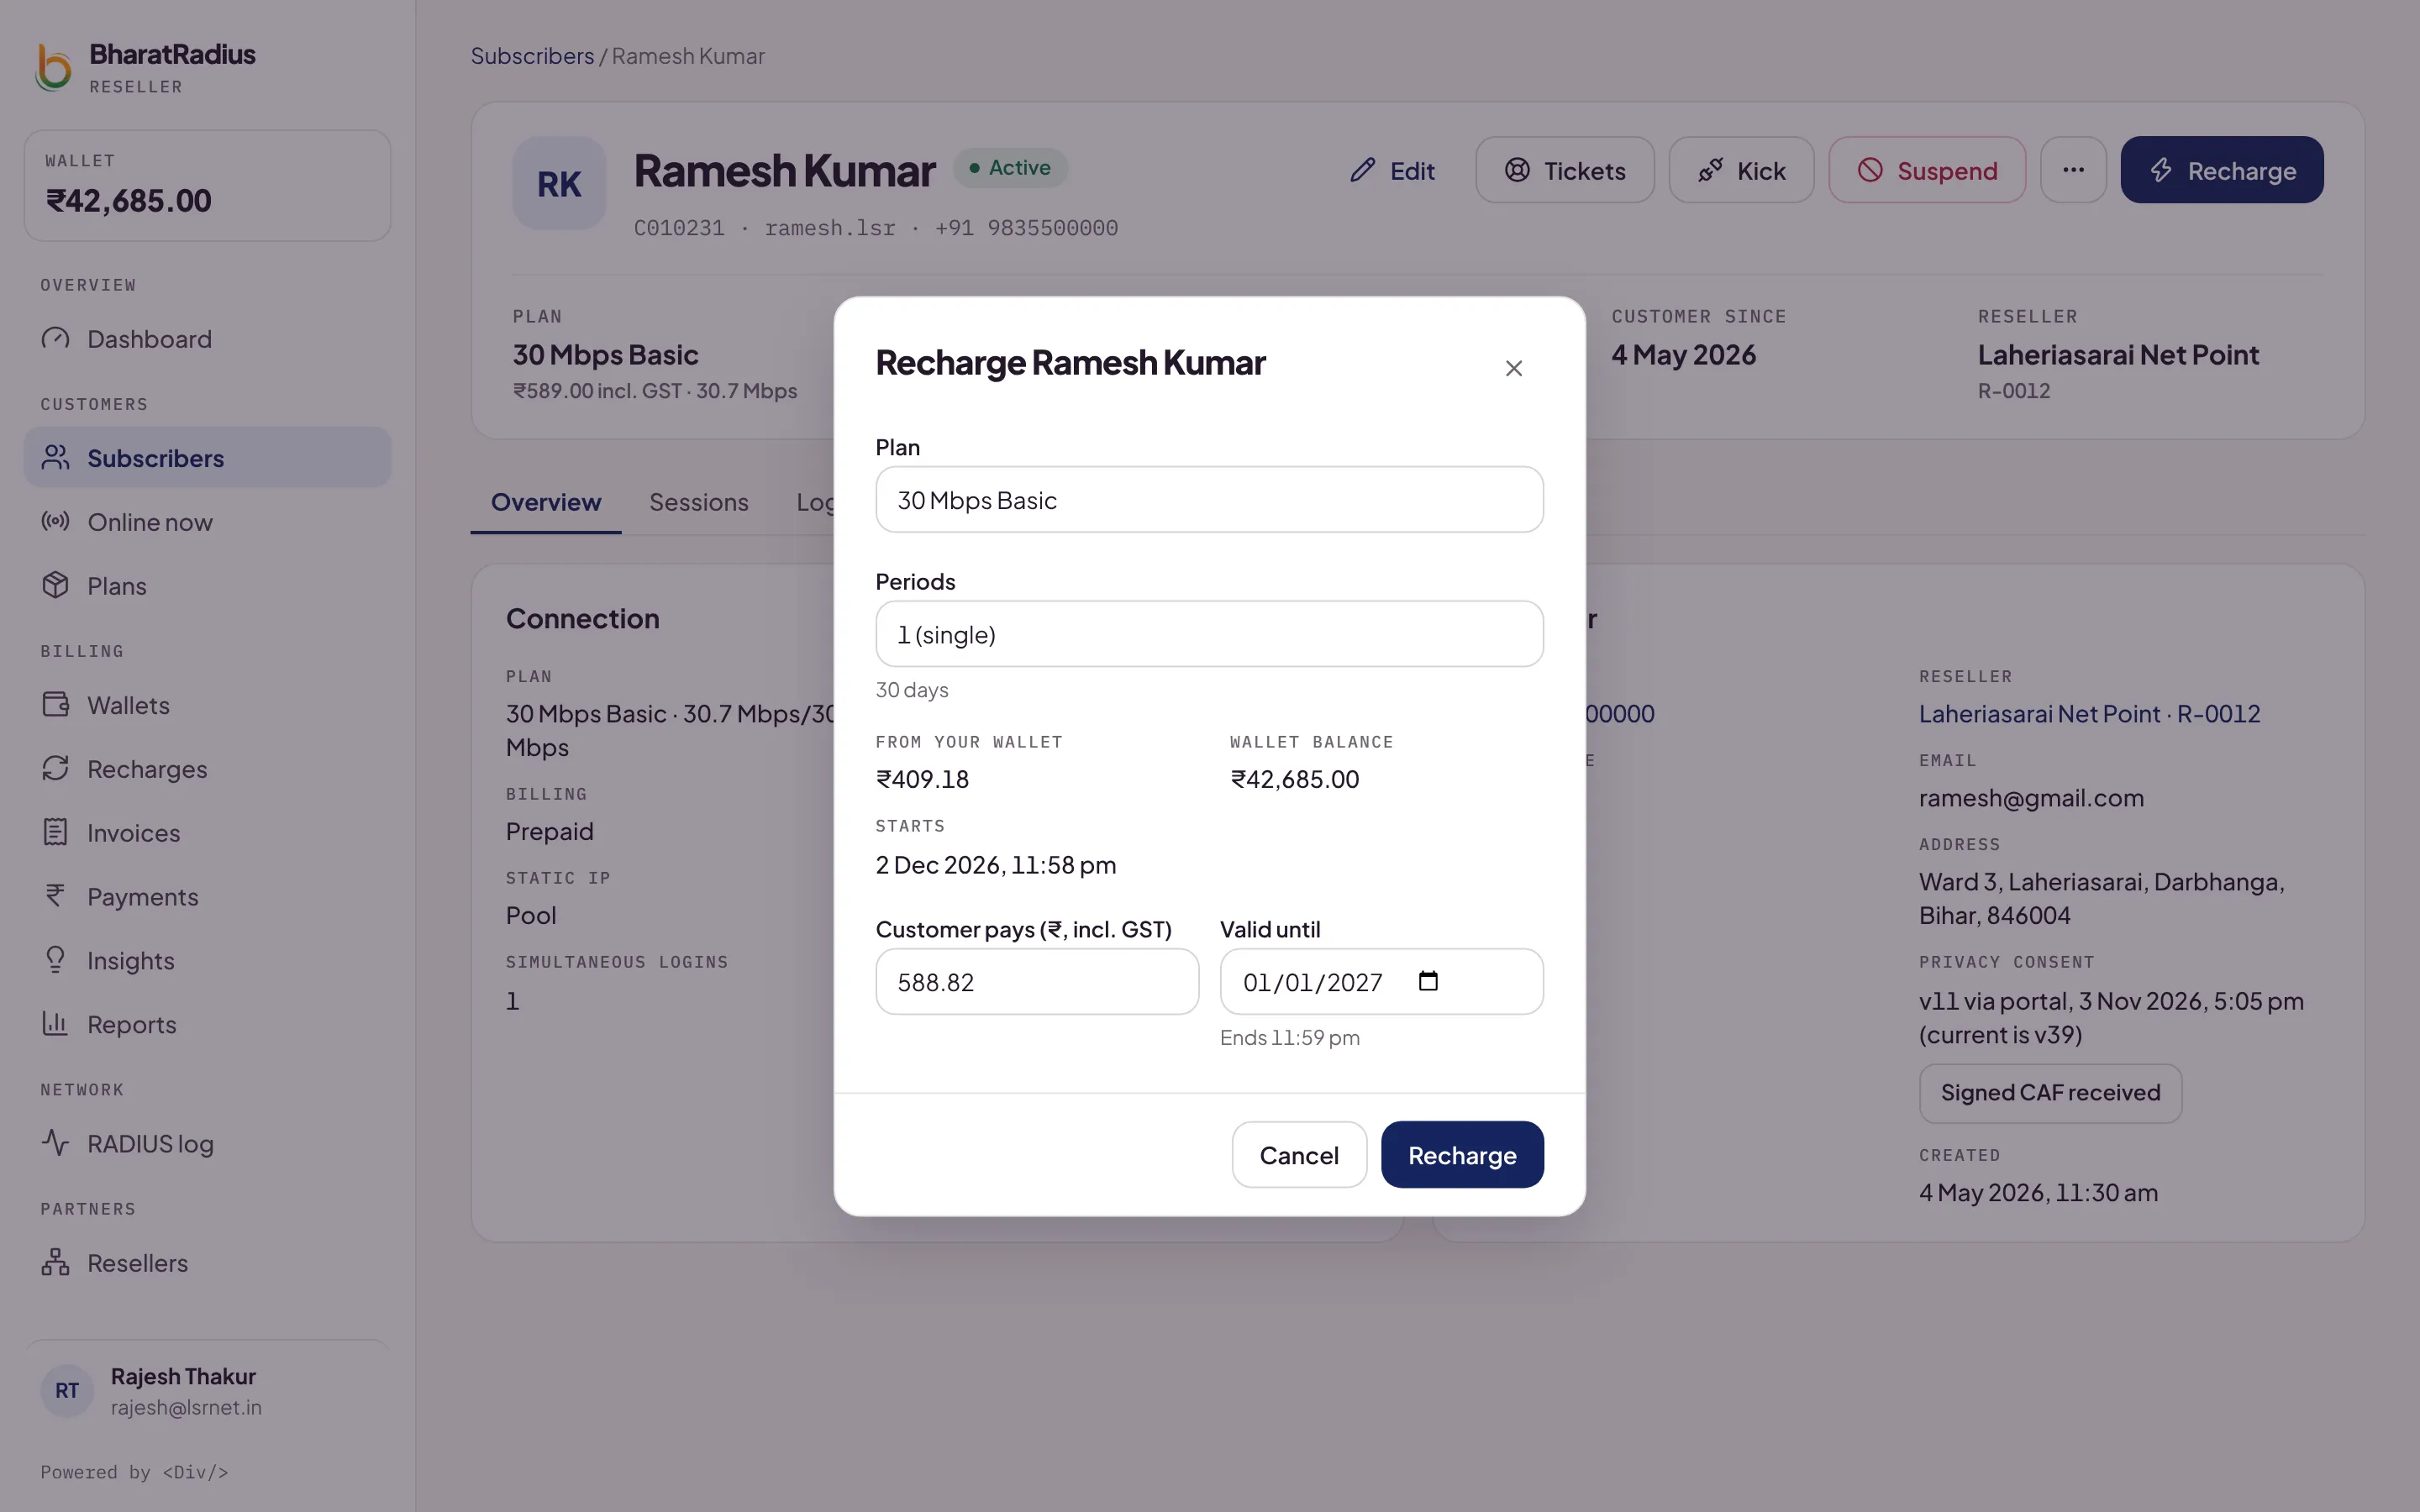 BharatRadius
RESELLER
WALLET
₹42,685.00
OVERVIEW
Dashboard
CUSTOMERS
Subscribers
Online now
Plans
BILLING
Wallets
Recharges
Invoices
Payments
Insights
Reports
NETWORK
RADIUS log
PARTNERS
Resellers
RT
Rajesh Thakur
rajesh@lsrnet.in
Powered by <Div/>
Subscribers / Ramesh Kumar
RK
Ramesh Kumar
Active
C010231 · ramesh.lsr · +91 9835500000
Edit
Tickets
Kick
Suspend
Recharge
PLAN
30 Mbps Basic
₹589.00 incl. GST · 30.7 Mbps
CUSTOMER SINCE
4 May 2026
RESELLER
Laheriasarai Net Point
R-0012
Overview
Sessions
Connection
PLAN
30 Mbps Basic · 30.7 Mbps/30
Mbps
BILLING
Prepaid
STATIC IP
Pool
SIMULTANEOUS LOGINS
1
Recharge Ramesh Kumar
Plan
30 Mbps Basic
Periods
1 (single)
30 days
FROM YOUR WALLET
₹409.18
WALLET BALANCE
₹42,685.00
STARTS
2 Dec 2026, 11:58 pm
Customer pays (₹, incl. GST)
588.82
Valid until
01/01/2027
Ends 11:59 pm
Cancel
Recharge
00000
RESELLER
Laheriasarai Net Point · R-0012
EMAIL
ramesh@gmail.com
ADDRESS
Ward 3, Laheriasarai, Darbhanga,
Bihar, 846004
PRIVACY CONSENT
v11 via portal, 3 Nov 2026, 5:05 pm
(current is v39)
Signed CAF received
CREATED
4 May 2026, 11:30 am